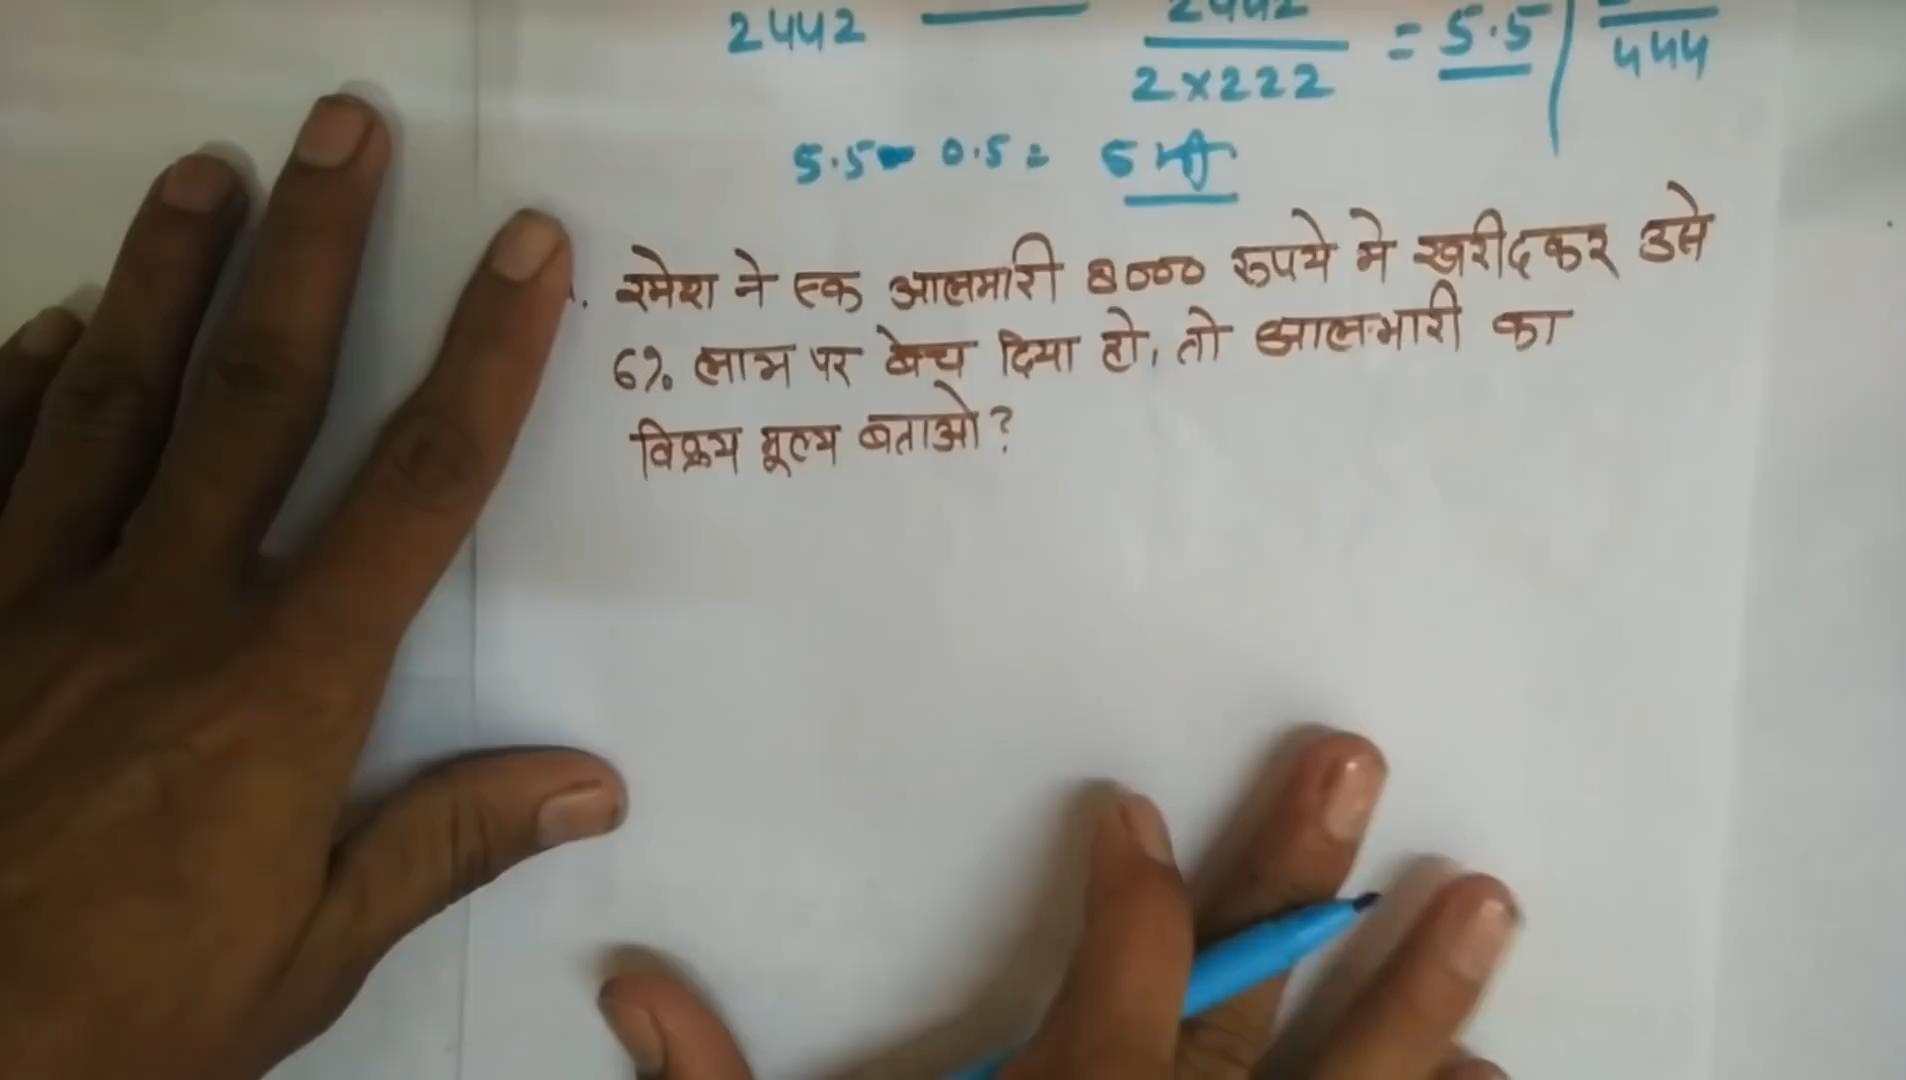 2442 2442 = 5.5
2×222 444
5.5 - 0.5 = 5
रमेश ने एक आलमारी 8000 रूपये मे खरीदकर उसे
6% लाभ पर बेच दिया हो, तो आलमारी का
विक्रय मूल्य बताओ?